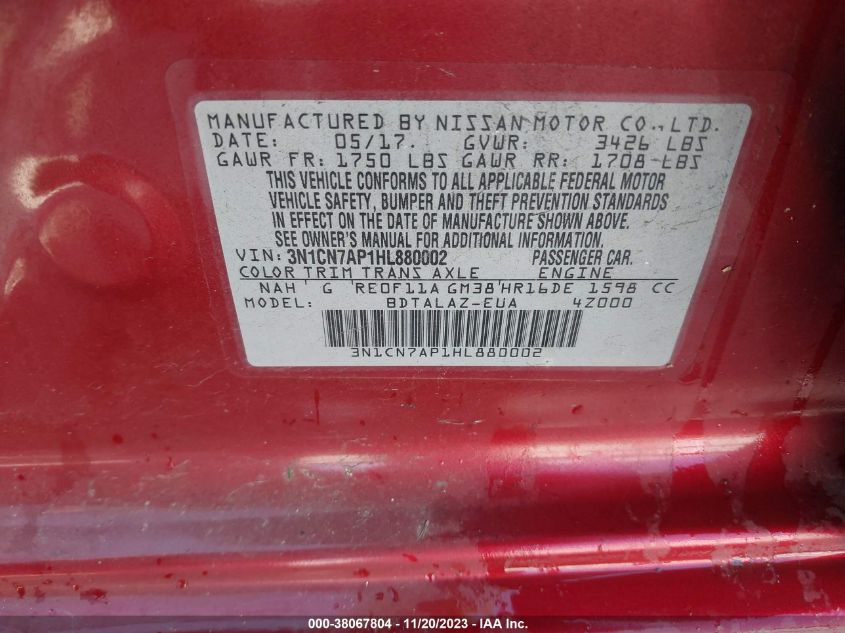 MANUFACTURED BY NISSAN MOTOR CO., LTD.
DATE: 05/17. GVWR: 3426 LBS
GAWR FR: 1750 LBS GAWR RR: 1708 LBS
THIS VEHICLE CONFORMS TO ALL APPLICABLE FEDERAL MOTOR
VEHICLE SAFETY, BUMPER AND THEFT PREVENTION STANDARDS
IN EFFECT ON THE DATE OF MANUFACTURE SHOWN ABOVE.
SEE OWNER'S MANUAL FOR ADDITIONAL INFORMATION.
VIN: 3N1CN7AP1HL880002 PASSENGER CAR.
COLOR TRIM TRANS AXLE ENGINE
NAH G RE0F11A GM38 HR16DE 1598 CC
MODEL: BDTALAZ-EUA 4Z000
3N1CN7AP1HL880002
000-38067804 — 11/20/2023 — IAA Inc.